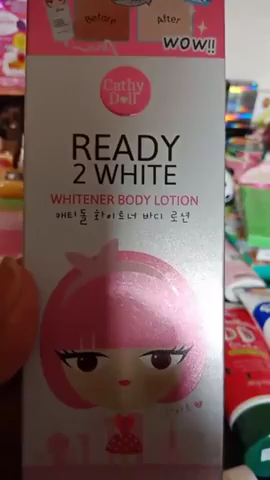 Before
After
WOW!!
Cathy
Doll
READY
2 WHITE
WHITENER BODY LOTION
캐티돌 화이트너 바디 로션